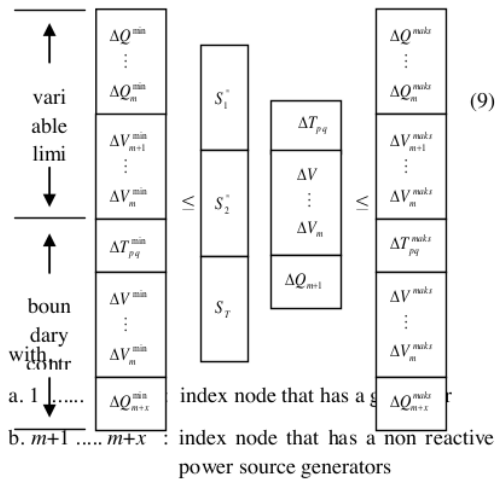 ΔQ^min
⋮
ΔQ_m^min
ΔV_{m+1}^min
⋮
ΔV_m^min
ΔT_pq^min
ΔV^min
⋮
ΔV_m^min
ΔQ_{m+x}^min
vari
able
limi
boun
dary
contr
≤
S_1^°
S_2^°
S_T
ΔT_pq
ΔV
⋮
ΔV_m
ΔQ_{m+1}
≤
ΔQ^maks
⋮
ΔQ_m^maks
ΔV_{m+1}^maks
⋮
ΔV_m^maks
ΔT_pq^maks
ΔV^maks
⋮
ΔV_m^maks
ΔQ_{m+x}^maks
(9)
with
a. 1 ...... : index node that has a
b. m+1 ..... m+x : index node that has a non reactive
power source generators